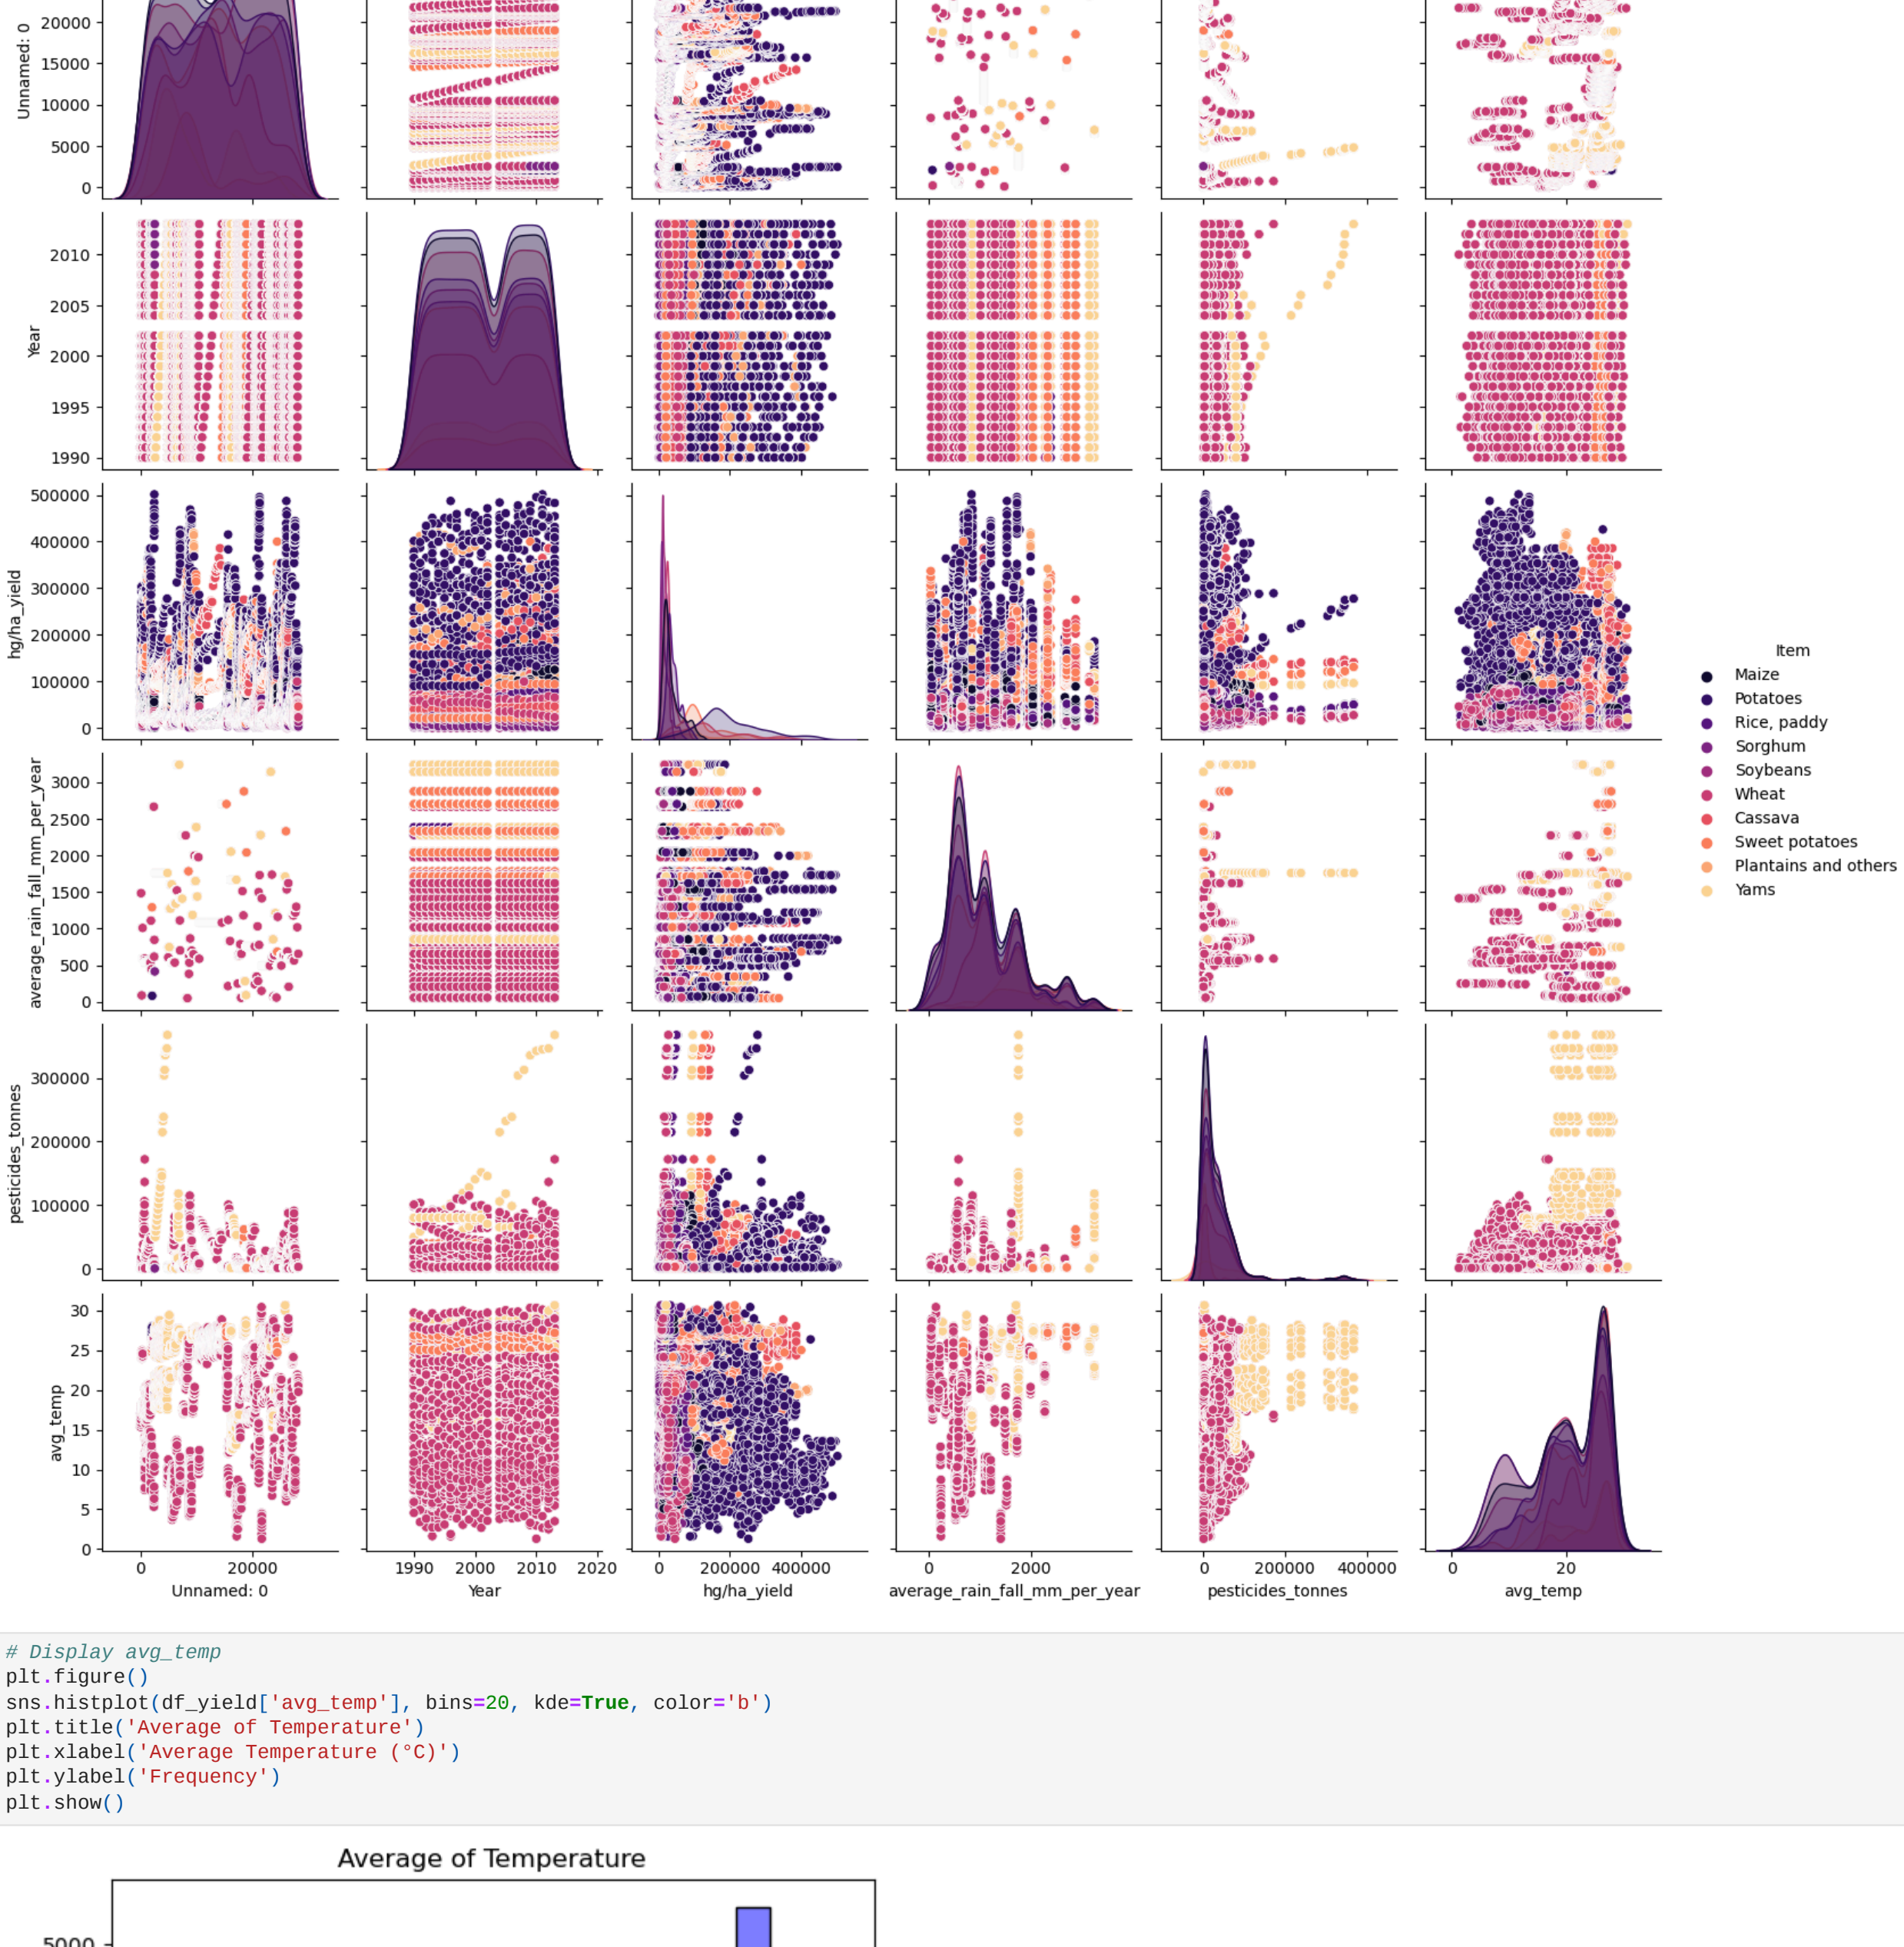 20000
15000
10000
5000
0
Unnamed: 0
2010
2005
2000
1995
1990
Year
500000
400000
300000
200000
100000
0
hg/ha_yield
Item
Maize
Potatoes
Rice, paddy
Sorghum
Soybeans
Wheat
Cassava
Sweet potatoes
Plantains and others
Yams
3000
2500
2000
1500
1000
500
0
average_rain_fall_mm_per_year
300000
200000
100000
0
pesticides_tonnes
30
25
20
15
10
5
0
avg_temp
0 20000 1990 2000 2010 2020 0 200000 400000 0 2000 0 200000 400000 0 20
Unnamed: 0 Year hg/ha_yield average_rain_fall_mm_per_year pesticides_tonnes avg_temp
# Display avg_temp
plt.figure()
sns.histplot(df_yield['avg_temp'], bins=20, kde=True, color='b')
plt.title('Average of Temperature')
plt.xlabel('Average Temperature (°C)')
plt.ylabel('Frequency')
plt.show()
Average of Temperature
5000